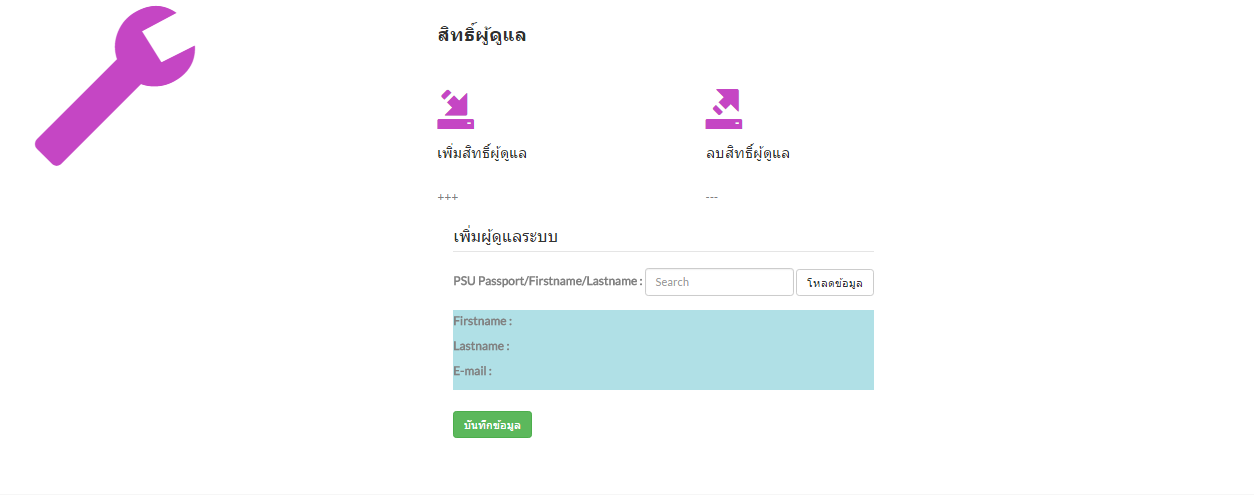 สิทธิ์ผู้ดูแล
เพิ่มสิทธิ์ผู้ดูแล
ลบสิทธิ์ผู้ดูแล
+++
---
เพิ่มผู้ดูแลระบบ
PSU Passport/Firstname/Lastname : Search โหลดข้อมูล
Firstname :
Lastname :
E-mail :
บันทึกข้อมูล